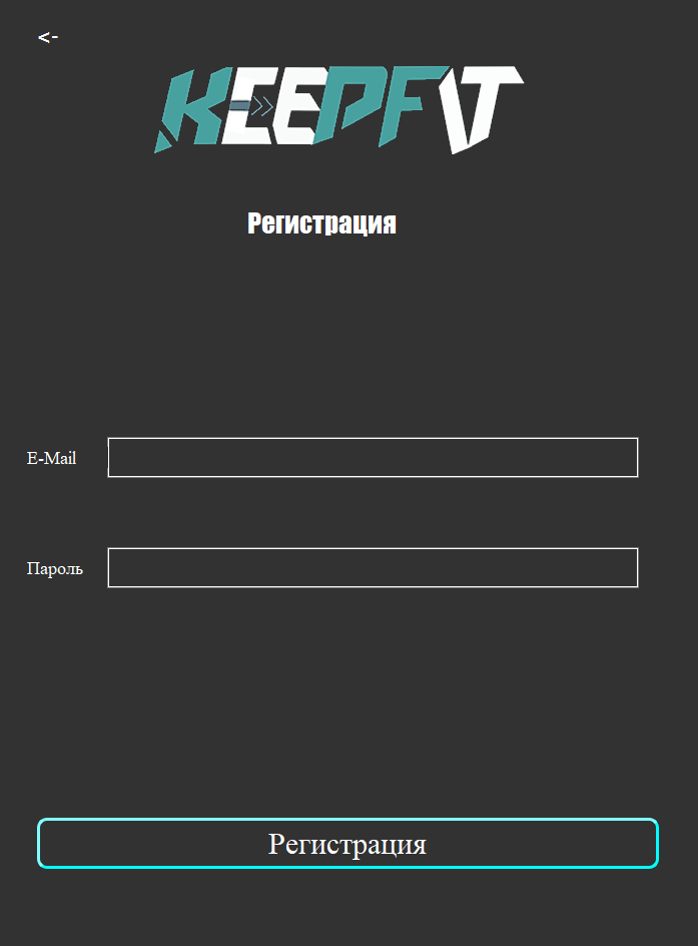 <-
KEEPFIT
Регистрация
E-Mail
Пароль
Регистрация